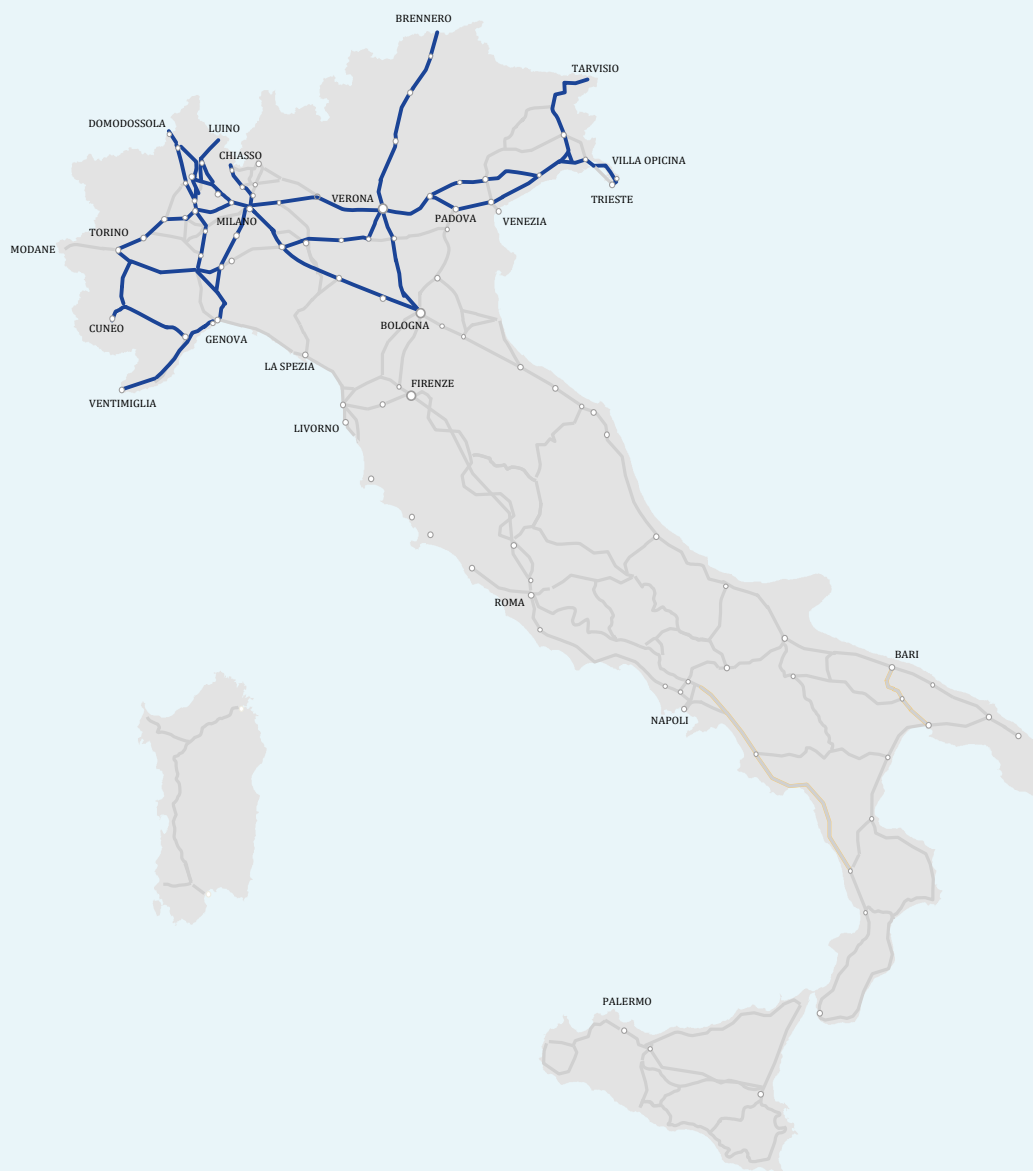 BRENNERO
TARVISIO
DOMODOSSOLA
LUINO
CHIASSO
VILLA OPICINA
VERONA
TRIESTE
PADOVA
VENEZIA
MILANO
TORINO
MODANE
BOLOGNA
CUNEO
GENOVA
LA SPEZIA
FIRENZE
VENTIMIGLIA
LIVORNO
ROMA
BARI
NAPOLI
PALERMO